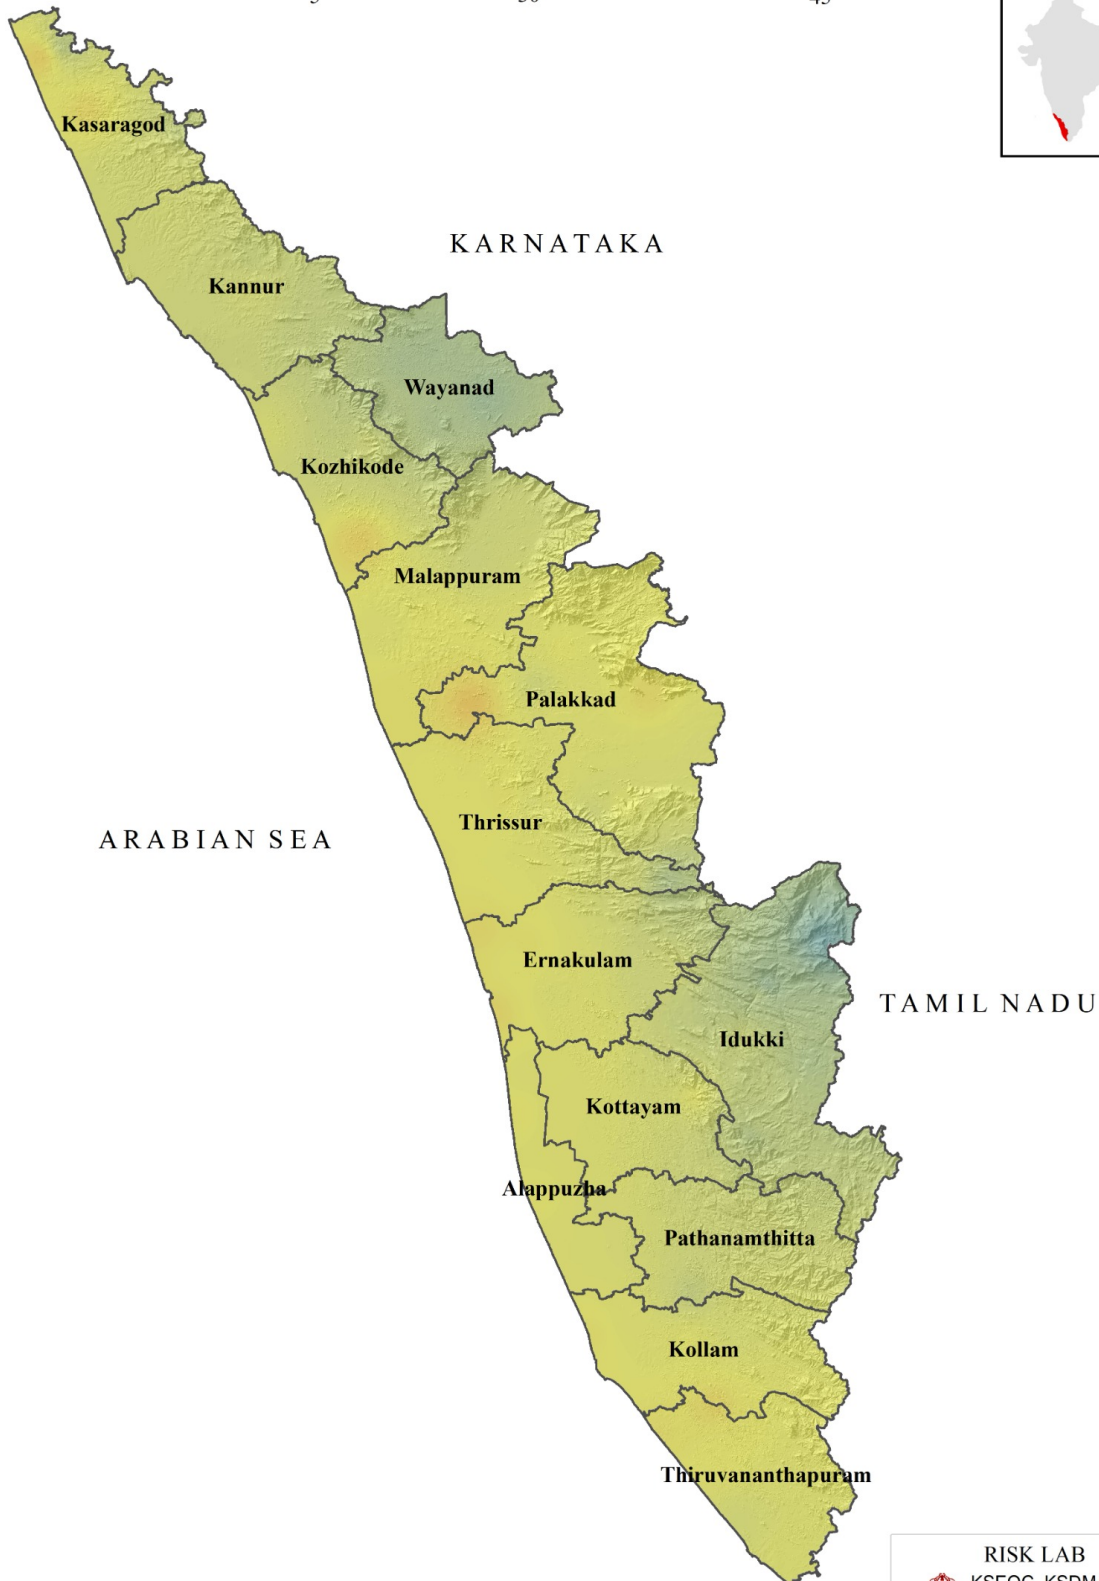 Kasaragod
KARNATAKA
Kannur
Wayanad
Kozhikode
Malappuram
Palakkad
Thrissur
ARABIAN SEA
Ernakulam
TAMIL NADU
Idukki
Kottayam
Alappuzha
Pathanamthitta
Kollam
Thiruvananthapuram
RISK LAB